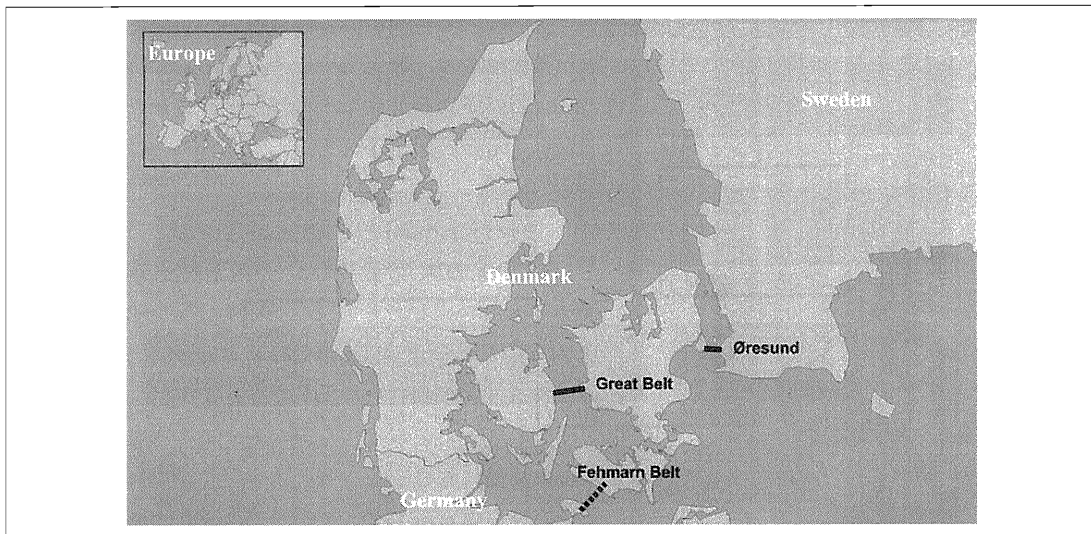 Europe
Sweden
Denmark
Øresund
Great Belt
Fehmarn Belt
Germany